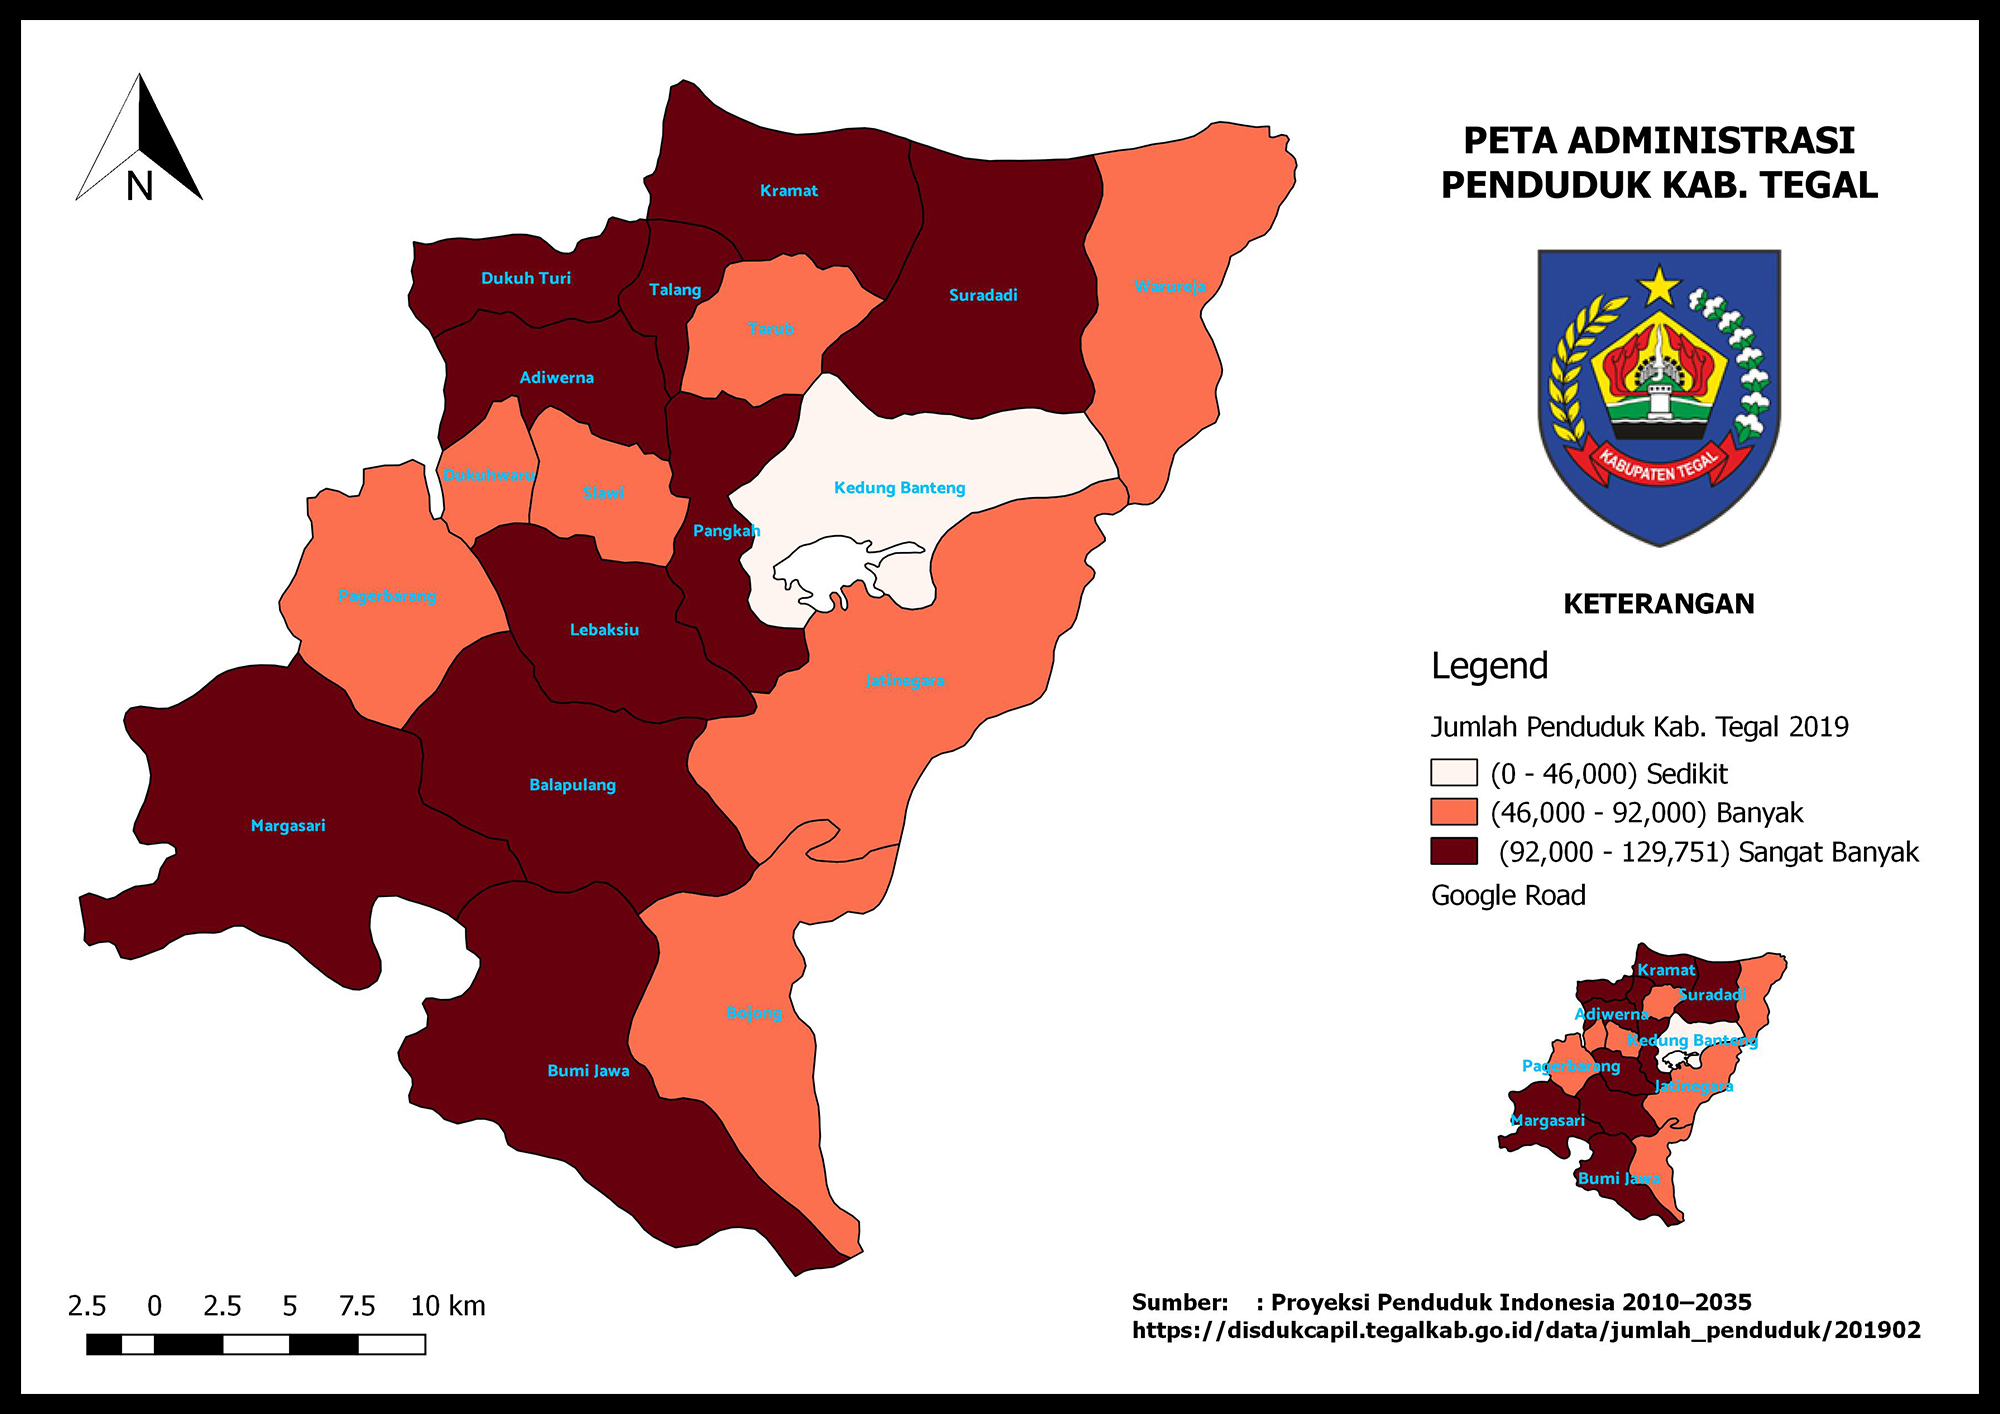 N
PETA ADMINISTRASI
PENDUDUK KAB. TEGAL
KABUPATEN TEGAL
KETERANGAN
Legend
Jumlah Penduduk Kab. Tegal 2019
(0 - 46,000) Sedikit
(46,000 - 92,000) Banyak
(92,000 - 129,751) Sangat Banyak
Google Road
Kramat
Dukuh Turi
Talang
Suradadi
Warureja
Tarub
Adiwerna
Dukuhwaru
Slawi
Kedung Banteng
Pangkah
Pagerbarang
Lebaksiu
Jatinegara
Balapulang
Margasari
Bojong
Bumi Jawa
Kramat
Suradadi
Adiwerna
Kedung Banteng
Pagerbarang
Jatinegara
Margasari
Bumi Jawa
2.5 0 2.5 5 7.5 10 km
Sumber: : Proyeksi Penduduk Indonesia 2010–2035
https://disdukcapil.tegalkab.go.id/data/jumlah_penduduk/201902